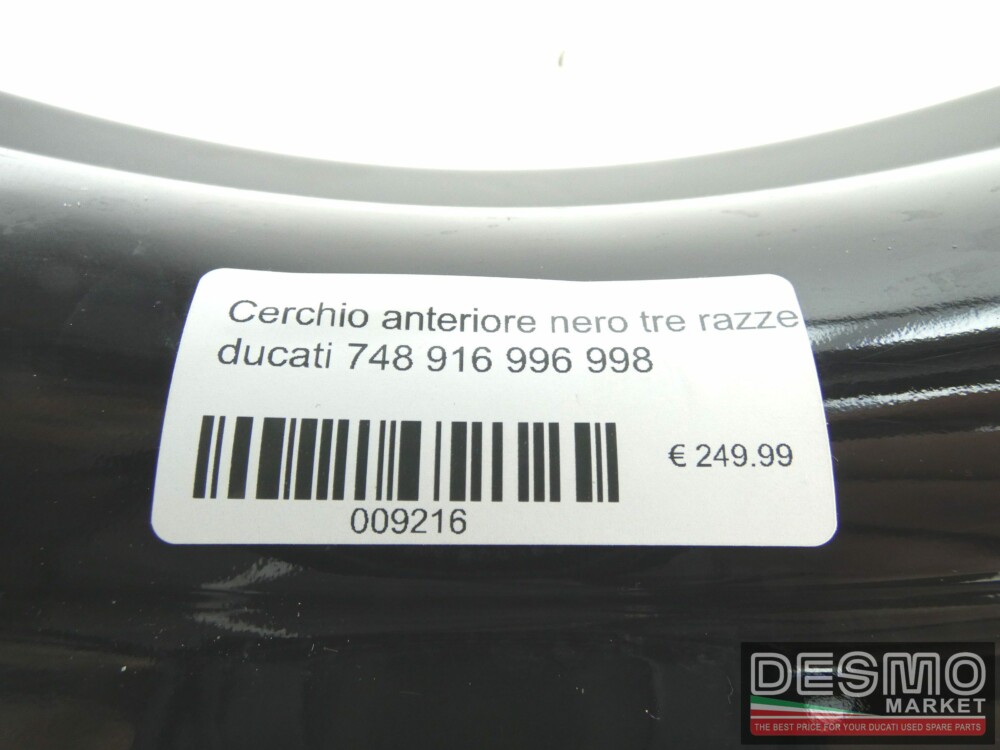 Cerchio anteriore nero tre razze
ducati 748 916 996 998
€ 249.99
009216
DESMO
MARKET
THE BEST PRICE FOR YOUR DUCATI USED SPARE PARTS